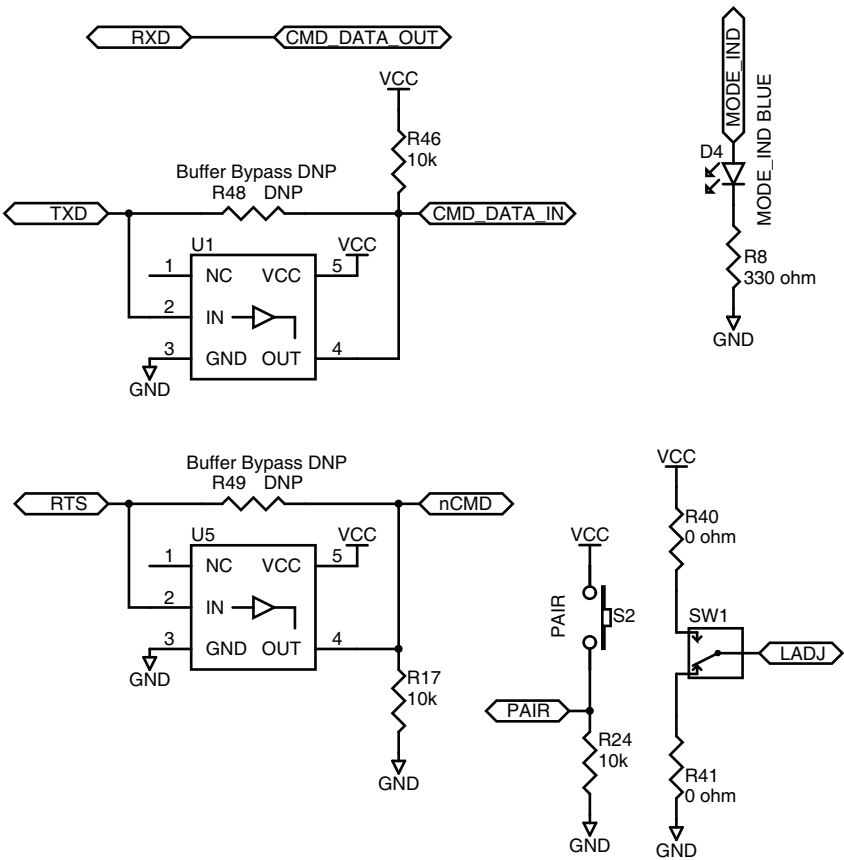 RXD
CMD_DATA_OUT
VCC
R46
10k
Buffer Bypass DNP
R48 DNP
TXD
CMD_DATA_IN
U1
VCC
1 NC VCC 5
2 IN
3 GND OUT 4
GND
MODE_IND
D4
MODE_IND BLUE
R8
330 ohm
GND
Buffer Bypass DNP
R49 DNP
RTS
nCMD
U5
VCC
1 NC VCC 5
2 IN
3 GND OUT 4
GND
R17
10k
GND
VCC
PAIR
S2
PAIR
R24
10k
GND
VCC
R40
0 ohm
SW1
LADJ
R41
0 ohm
GND